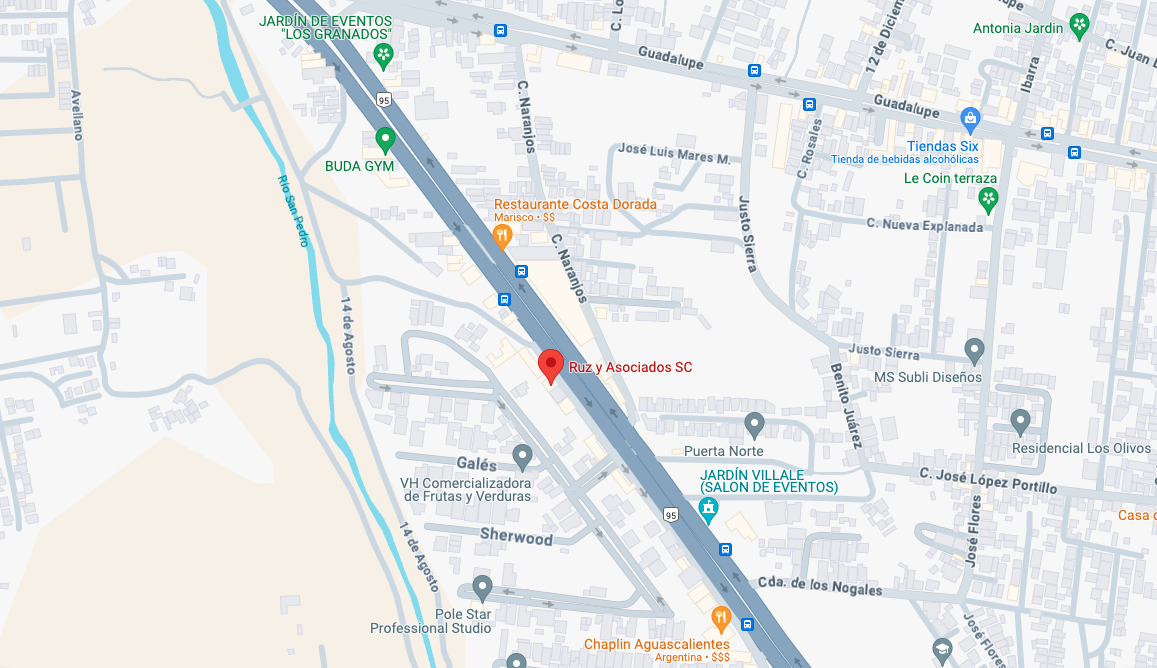 JARDÍN DE EVENTOS
"LOS GRANADOS"
C. Lo
12 de Diciem
Guadalupe
Antonia Jardin
C. Juan
Ibarra
Guadalupe
95
Avellano
C. Naranjos
Guadalupe
BUDA GYM
José Luis Mares M.
C. Rosales
Tiendas Six
Tienda de bebidas alcohólicas
Le Coin terraza
Río San Pedro
Restaurante Costa Dorada
Marisco • $$
Justo Sierra
C. Nueva Explanada
C. Naranjos
14 de Agosto
Ruz y Asociados SC
Justo Sierra
MS Subli Diseños
Benito Juárez
Puerta Norte
Residencial Los Olivos
Galés
VH Comercializadora
de Frutas y Verduras
JARDÍN VILLALE
(SALON DE EVENTOS)
C. José López Portillo
95
Casa
Sherwood
14 de Agosto
José Flores
Cda. de los Nogales
Pole Star
Professional Studio
Chaplin Aguascalientes
Argentina • $$$
José Flores